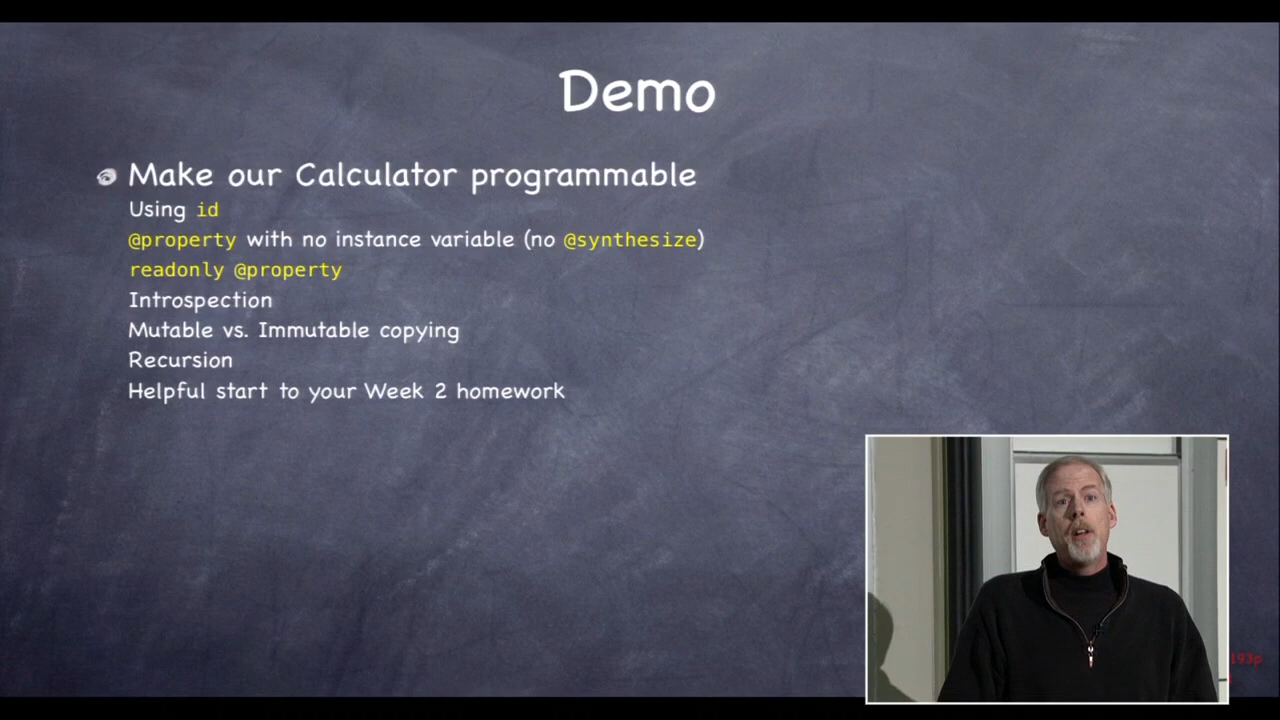 Demo
Make our Calculator programmable
Using id
@property with no instance variable (no @synthesize)
readonly @property
Introspection
Mutable vs. Immutable copying
Recursion
Helpful start to your Week 2 homework
193p